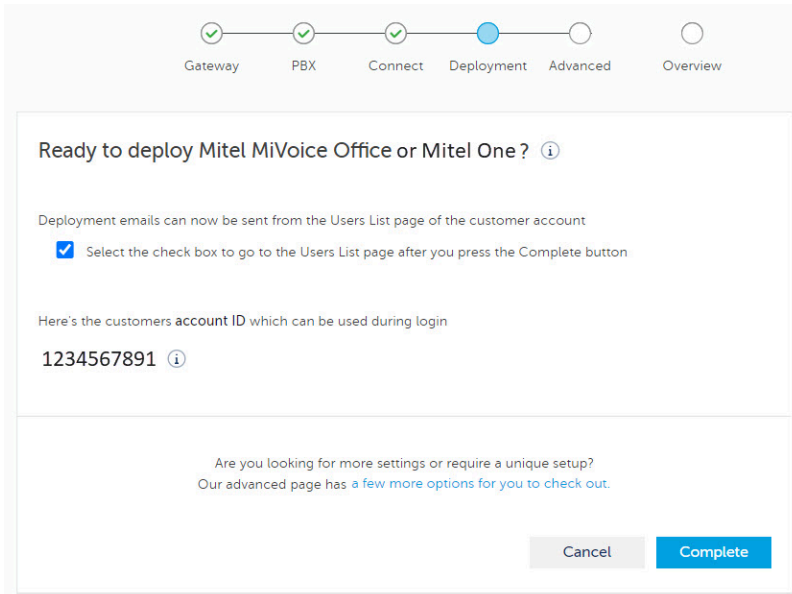 Gateway PBX Connect Deployment Advanced Overview
Ready to deploy Mitel MiVoice Office or Mitel One?
Deployment emails can now be sent from the Users List page of the customer account
Select the check box to go to the Users List page after you press the Complete button
Here's the customers account ID which can be used during login
1234567891
Are you looking for more settings or require a unique setup?
Our advanced page has a few more options for you to check out.
Cancel Complete